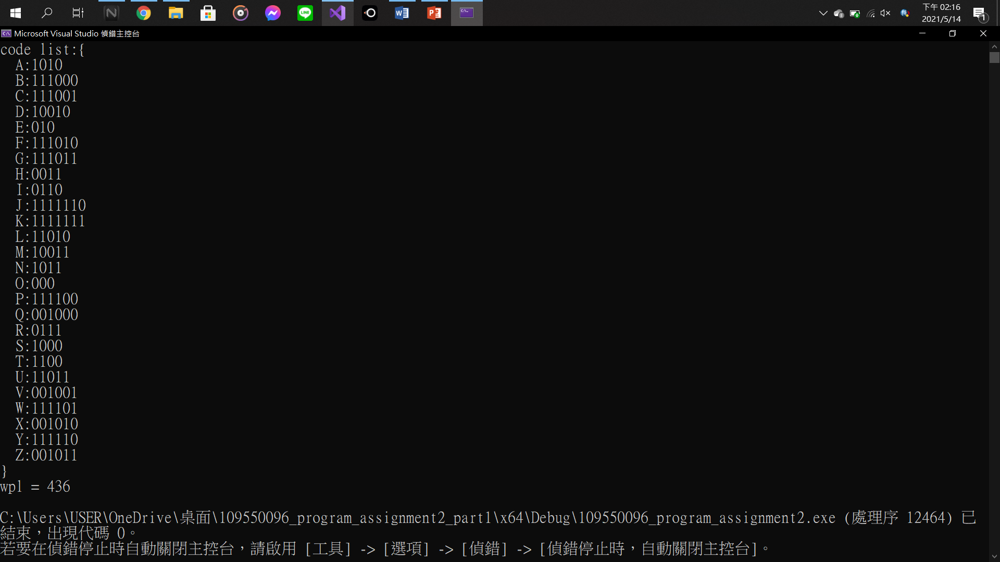 下午 02:16
2021/5/14
1
Microsoft Visual Studio 偵錯主控台
code list:{
A:1010
B:111000
C:111001
D:10010
E:010
F:111010
G:111011
H:0011
I:0110
J:1111110
K:1111111
L:11010
M:10011
N:1011
O:000
P:111100
Q:001000
R:0111
S:1000
T:1100
U:11011
V:001001
W:111101
X:001010
Y:111110
Z:001011
}
wpl = 436
C:\Users\USER\OneDrive\桌面\109550096_program_assignment2_part1\x64\Debug\109550096_program_assignment2.exe (處理序 12464) 已
結束，出現代碼 0。
若要在偵錯停止時自動關閉主控台，請啟用 [工具] -> [選項] -> [偵錯] -> [偵錯停止時，自動關閉主控台]。